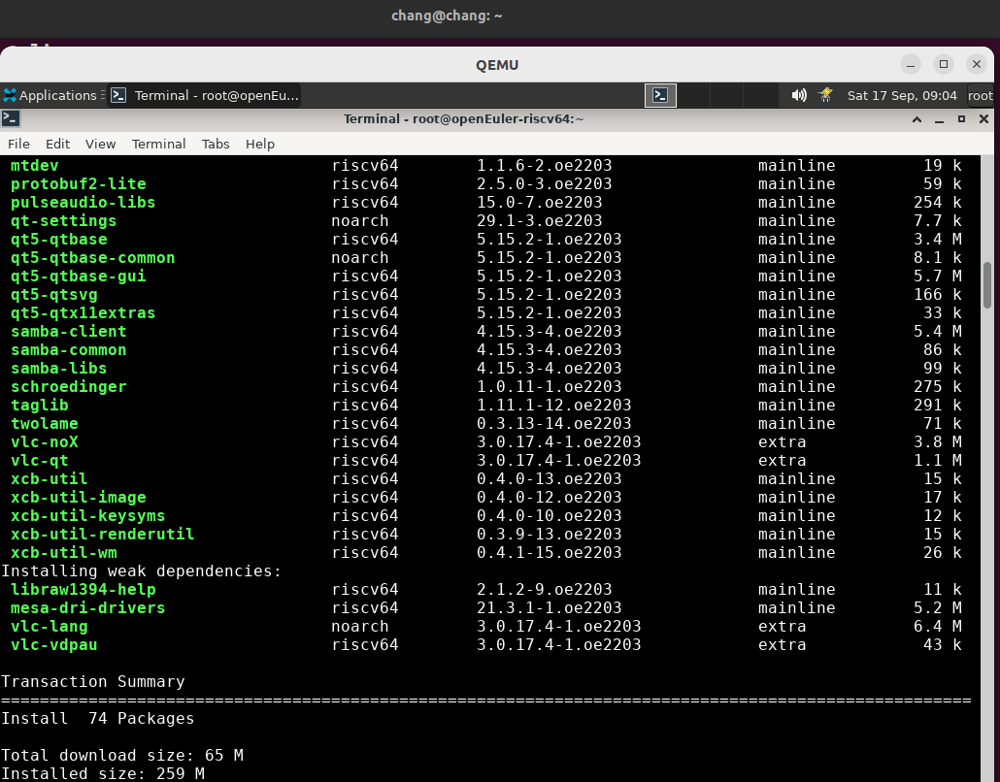 chang@chang: ~
QEMU
Applications Terminal - root@openEu... Sat 17 Sep, 09:04 root
Terminal - root@openEuler-riscv64:~
File Edit View Terminal Tabs Help
mtdev riscv64 1.1.6-2.oe2203 mainline 19 k
protobuf2-lite riscv64 2.5.0-3.oe2203 mainline 59 k
pulseaudio-libs riscv64 15.0-7.oe2203 mainline 254 k
qt-settings noarch 29.1-3.oe2203 mainline 7.7 k
qt5-qtbase riscv64 5.15.2-1.oe2203 mainline 3.4 M
qt5-qtbase-common noarch 5.15.2-1.oe2203 mainline 8.1 k
qt5-qtbase-gui riscv64 5.15.2-1.oe2203 mainline 5.7 M
qt5-qtsvg riscv64 5.15.2-1.oe2203 mainline 166 k
qt5-qtx11extras riscv64 5.15.2-1.oe2203 mainline 33 k
samba-client riscv64 4.15.3-4.oe2203 mainline 5.4 M
samba-common riscv64 4.15.3-4.oe2203 mainline 86 k
samba-libs riscv64 4.15.3-4.oe2203 mainline 99 k
schroedinger riscv64 1.0.11-1.oe2203 mainline 275 k
taglib riscv64 1.11.1-12.oe2203 mainline 291 k
twolame riscv64 0.3.13-14.oe2203 mainline 71 k
vlc-noX riscv64 3.0.17.4-1.oe2203 extra 3.8 M
vlc-qt riscv64 3.0.17.4-1.oe2203 extra 1.1 M
xcb-util riscv64 0.4.0-13.oe2203 mainline 15 k
xcb-util-image riscv64 0.4.0-12.oe2203 mainline 17 k
xcb-util-keysyms riscv64 0.4.0-10.oe2203 mainline 12 k
xcb-util-renderutil riscv64 0.3.9-13.oe2203 mainline 15 k
xcb-util-wm riscv64 0.4.1-15.oe2203 mainline 26 k
Installing weak dependencies:
libraw1394-help riscv64 2.1.2-9.oe2203 mainline 11 k
mesa-dri-drivers riscv64 21.3.1-1.oe2203 mainline 5.2 M
vlc-lang noarch 3.0.17.4-1.oe2203 extra 6.4 M
vlc-vdpau riscv64 3.0.17.4-1.oe2203 extra 43 k
Transaction Summary
====================================================================================================
Install 74 Packages
Total download size: 65 M
Installed size: 259 M